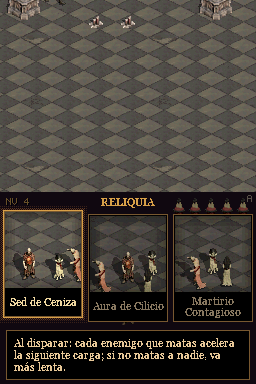 NV 4
RELIQUIA
A
Sed de Ceniza
Aura de Cilicio
Martirio
Contagioso
Al disparar: cada enemigo que matas acelera
la siguiente carga; si no matas a nadie, va
más lenta.